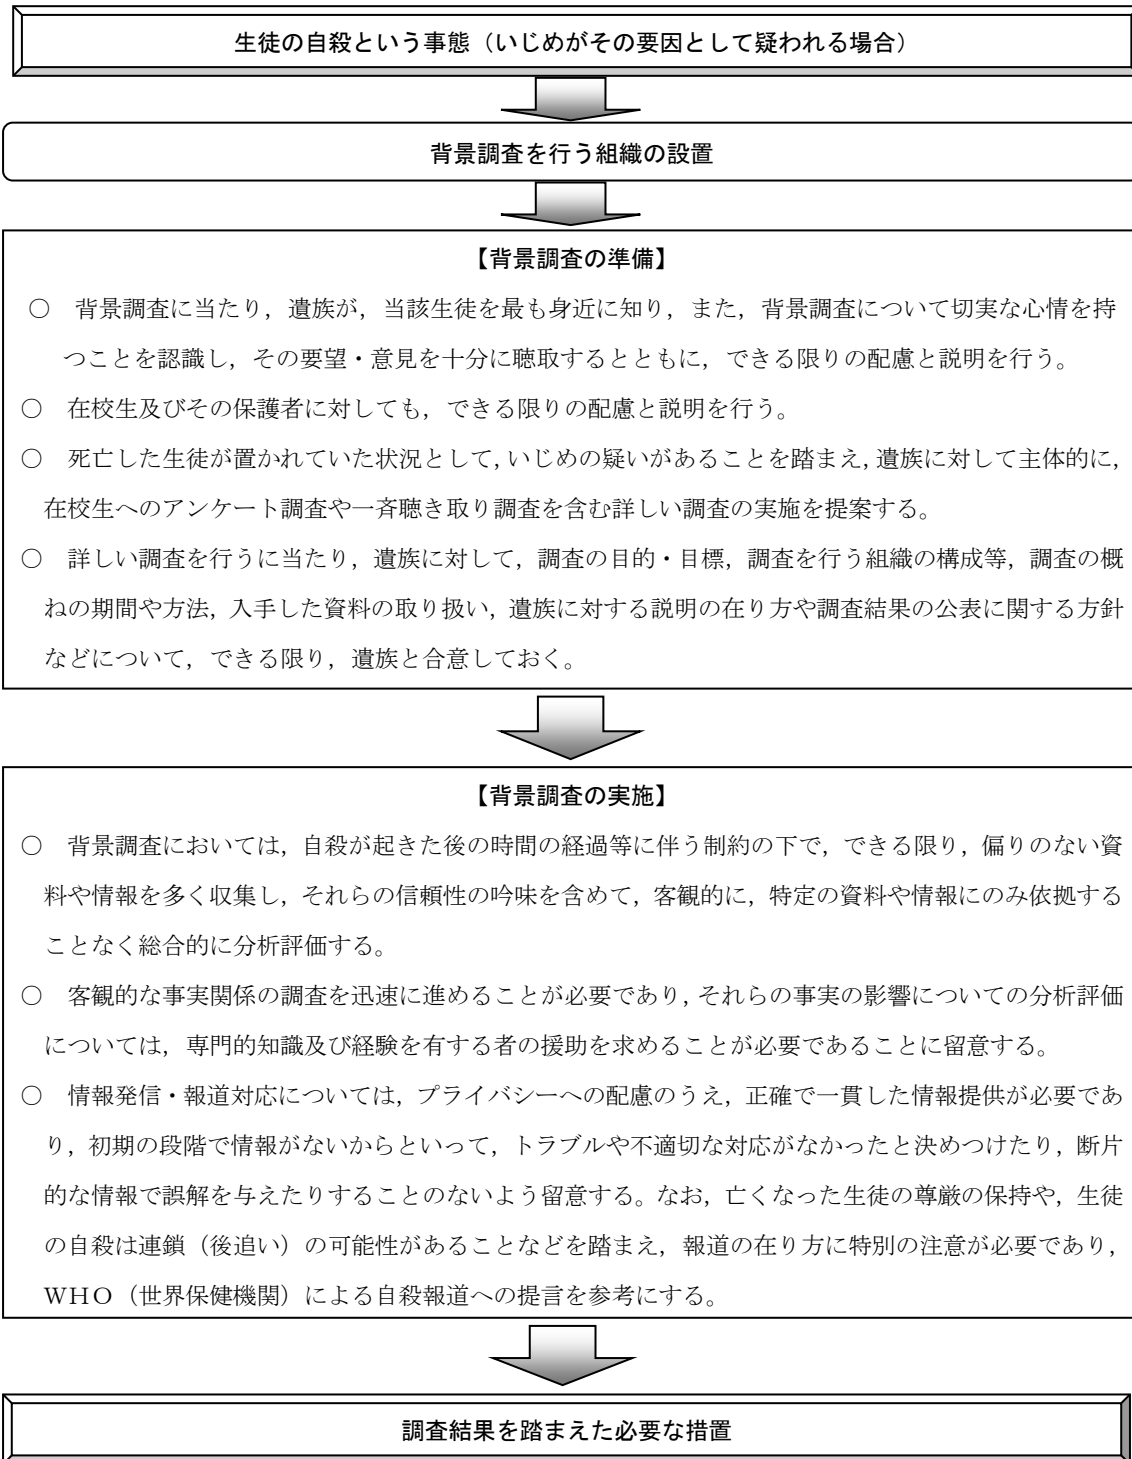 生徒の自殺という事態（いじめがその要因として疑われる場合）
背景調査を行う組織の設置
【背景調査の準備】
○　背景調査に当たり，遺族が，当該生徒を最も身近に知り，また，背景調査について切実な心情を持
つことを認識し，その要望・意見を十分に聴取するとともに，できる限りの配慮と説明を行う。
○　在校生及びその保護者に対しても，できる限りの配慮と説明を行う。
○　死亡した生徒が置かれていた状況として，いじめの疑いがあることを踏まえ，遺族に対して主体的に，
在校生へのアンケート調査や一斉聴き取り調査を含む詳しい調査の実施を提案する。
○　詳しい調査を行うに当たり，遺族に対して，調査の目的・目標，調査を行う組織の構成等，調査の概
ねの期間や方法，入手した資料の取り扱い，遺族に対する説明の在り方や調査結果の公表に関する方針
などについて，できる限り，遺族と合意しておく。
【背景調査の実施】
○　背景調査においては，自殺が起きた後の時間の経過等に伴う制約の下で，できる限り，偏りのない資
料や情報を多く収集し，それらの信頼性の吟味を含めて，客観的に，特定の資料や情報にのみ依拠する
ことなく総合的に分析評価する。
○　客観的な事実関係の調査を迅速に進めることが必要であり，それらの事実の影響についての分析評価
については，専門的知識及び経験を有する者の援助を求めることが必要であることに留意する。
○　情報発信・報道対応については，プライバシーへの配慮のうえ，正確で一貫した情報提供が必要であ
り，初期の段階で情報がないからといって，トラブルや不適切な対応がなかったと決めつけたり，断片
的な情報で誤解を与えたりすることのないよう留意する。なお，亡くなった生徒の尊厳の保持や，生徒
の自殺は連鎖（後追い）の可能性があることなどを踏まえ，報道の在り方に特別の注意が必要であり，
ＷＨＯ（世界保健機関）による自殺報道への提言を参考にする。
調査結果を踏まえた必要な措置